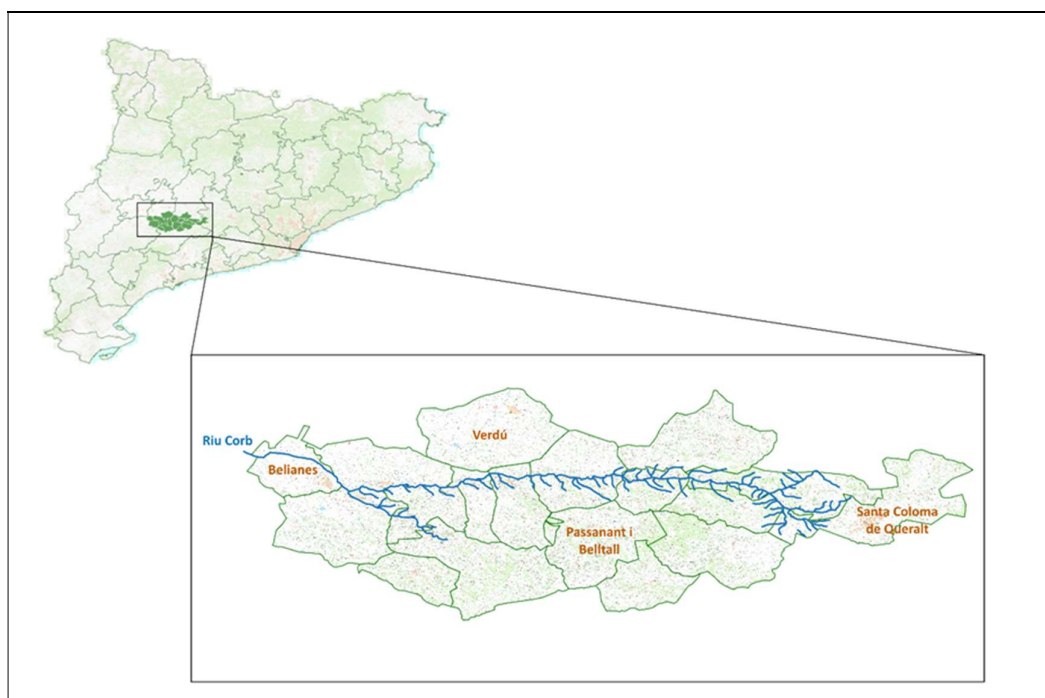 Verdú
Riu Corb
Belianes
Santa Coloma
de Queralt
Passanant i
Belltall